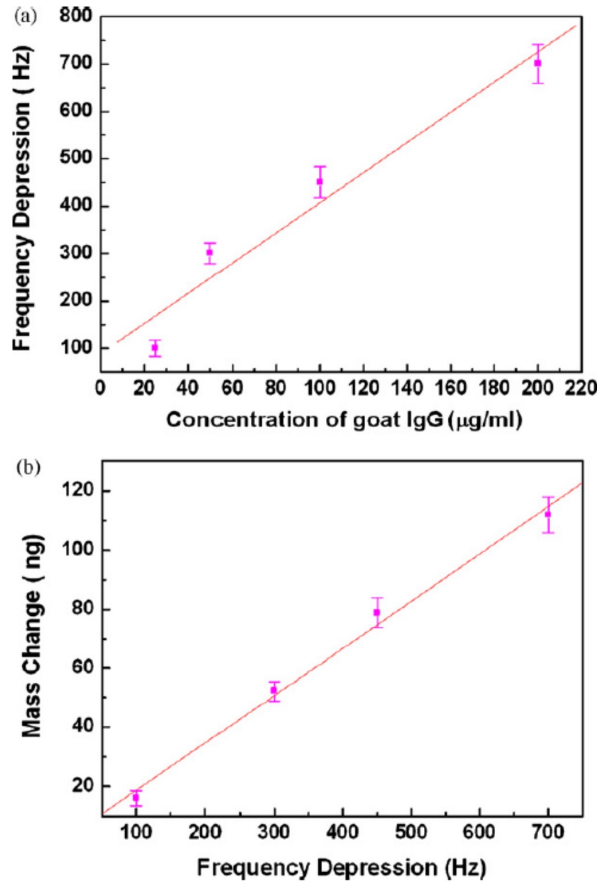 (a)
800
700
600
500
400
300
200
100
Frequency Depression ( Hz)
0 20 40 60 80 100 120 140 160 180 200 220
Concentration of goat IgG (μg/ml)
(b)
120
100
80
60
40
20
Mass Change ( ng)
100 200 300 400 500 600 700
Frequency Depression (Hz)